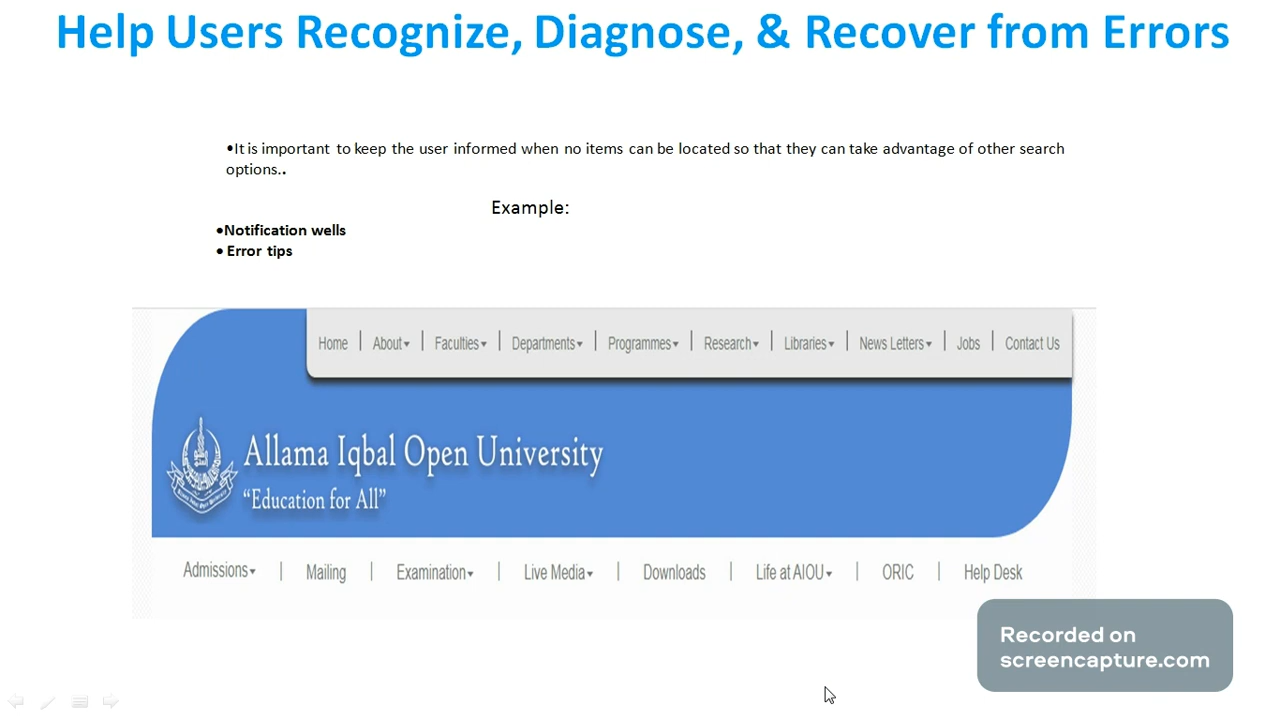 Help Users Recognize, Diagnose, & Recover from Errors
•It is important to keep the user informed when no items can be located so that they can take advantage of other search
options..
Example:
•Notification wells
• Error tips
Home | About | Faculties | Departments | Programmes | Research | Libraries | News Letters | Jobs | Contact Us
Allama Iqbal Open University
“Education for All”
Admissions | Mailing | Examination | Live Media | Downloads | Life at AIOU | ORIC | Help Desk
Recorded on
screencapture.com